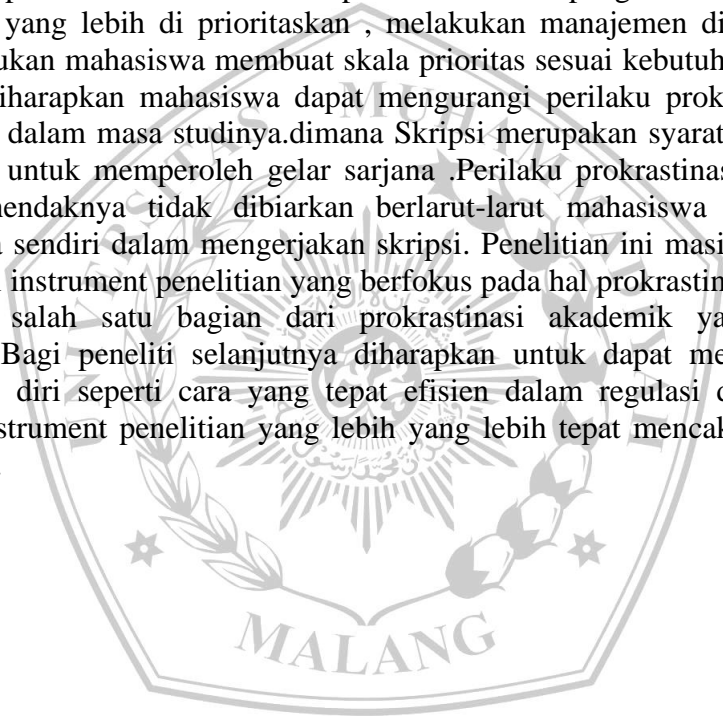 yang lebih di prioritaskan , melakukan manajemen di
ukan mahasiswa membuat skala prioritas sesuai kebutuh
iharapkan mahasiswa dapat mengurangi perilaku prok
dalam masa studinya.dimana Skripsi merupakan syarat
untuk memperoleh gelar sarjana .Perilaku prokrastinas
endaknya tidak dibiarkan berlarut-larut mahasiswa
sendiri dalam mengerjakan skripsi. Penelitian ini masi
instrument penelitian yang berfokus pada hal prokrastin
salah satu bagian dari prokrastinasi akademik ya
Bagi peneliti selanjutnya diharapkan untuk dapat me
diri seperti cara yang tepat efisien dalam regulasi
strument penelitian yang lebih yang lebih tepat mencak
UNIVERSITAS MUHAMMADIYAH
MALANG